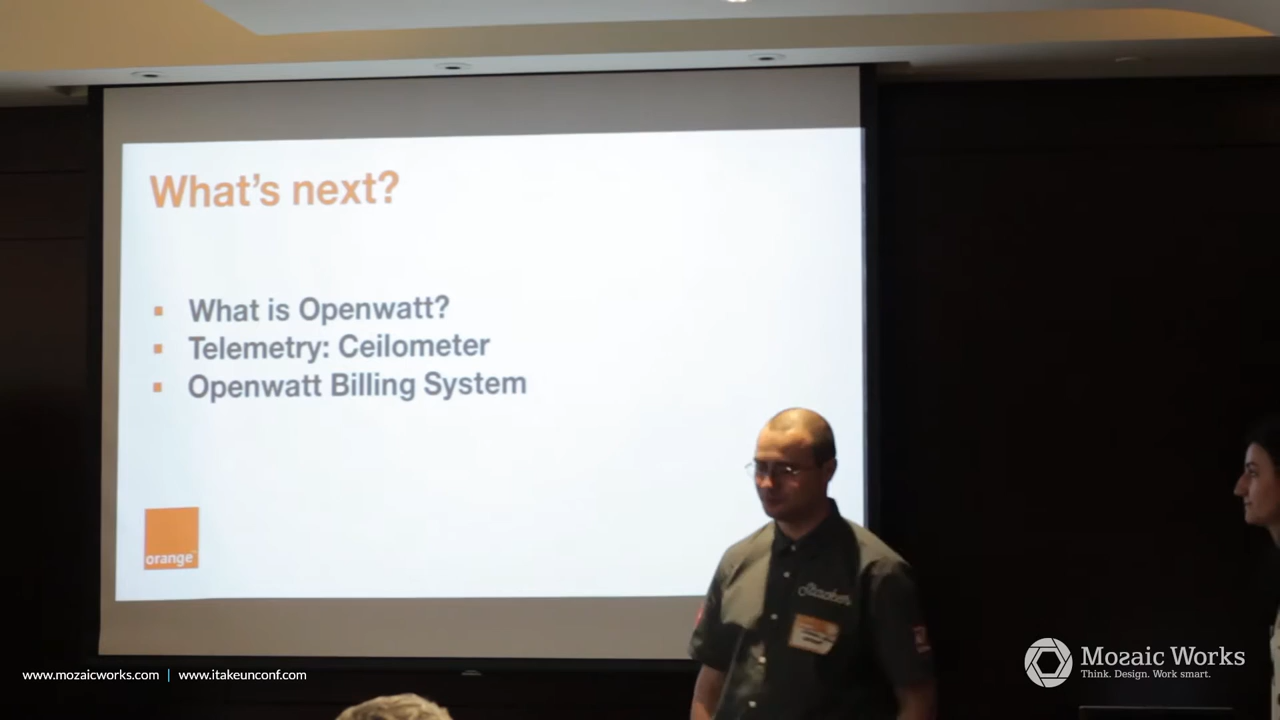 What's next?
▪ What is Openwatt?
▪ Telemetry: Ceilometer
▪ Openwatt Billing System
orange™
www.mozaicworks.com | www.itakeunconf.com
Mozaic Works
Think. Design. Work smart.